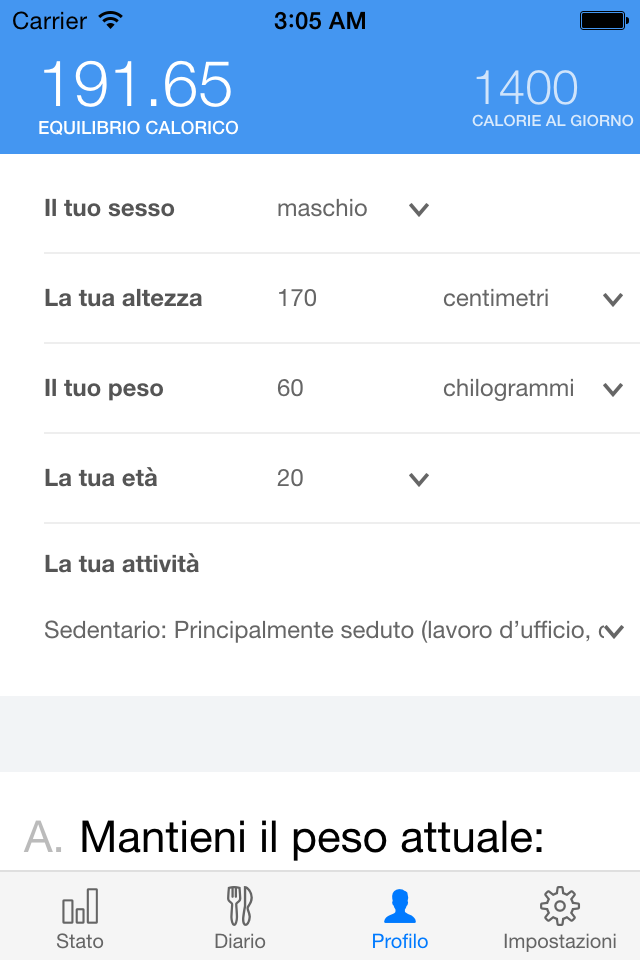 Carrier 3:05 AM
191.65 1400
EQUILIBRIO CALORICO CALORIE AL GIORNO
Il tuo sesso maschio
La tua altezza 170 centimetri
Il tuo peso 60 chilogrammi
La tua età 20
La tua attività
Sedentario: Principalmente seduto (lavoro d’ufficio,
A. Mantieni il peso attuale:
Stato Diario Profilo Impostazioni